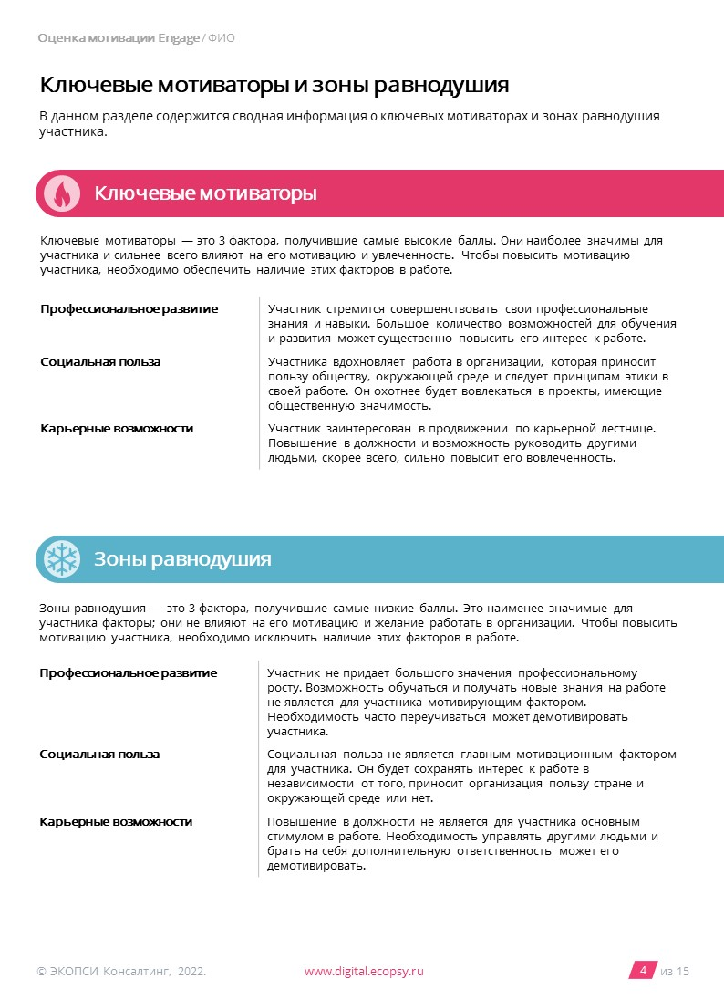 Оценка мотивации Engage / ФИО
Ключевые мотиваторы и зоны равнодушия
В данном разделе содержится сводная информация о ключевых мотиваторах и зонах равнодушия
участника.
Ключевые мотиваторы
Ключевые мотиваторы — это 3 фактора, получившие самые высокие баллы. Они наиболее значимы для
участника и сильнее всего влияют на его мотивацию и увлеченность. Чтобы повысить мотивацию
участника, необходимо обеспечить наличие этих факторов в работе.
Профессиональное развитие
Участник стремится совершенствовать свои профессиональные
знания и навыки. Большое количество возможностей для обучения
и развития может существенно повысить его интерес к работе.
Социальная польза
Участника вдохновляет работа в организации, которая приносит
пользу обществу, окружающей среде и следует принципам этики в
своей работе. Он охотнее будет вовлекаться в проекты, имеющие
общественную значимость.
Карьерные возможности
Участник заинтересован в продвижении по карьерной лестнице.
Повышение в должности и возможность руководить другими
людьми, скорее всего, сильно повысит его вовлеченность.
Зоны равнодушия
Зоны равнодушия — это 3 фактора, получившие самые низкие баллы. Это наименее значимые для
участника факторы; они не влияют на его мотивацию и желание работать в организации. Чтобы повысить
мотивацию участника, необходимо исключить наличие этих факторов в работе.
Профессиональное развитие
Участник не придает большого значения профессиональному
росту. Возможность обучаться и получать новые знания на работе
не является для участника мотивирующим фактором.
Необходимость часто переучиваться может демотивировать
участника.
Социальная польза
Социальная польза не является главным мотивационным фактором
для участника. Он будет сохранять интерес к работе в
независимости от того, приносит организация пользу стране и
окружающей среде или нет.
Карьерные возможности
Повышение в должности не является для участника основным
стимулом в работе. Необходимость управлять другими людьми и
брать на себя дополнительную ответственность может его
демотивировать.
© ЭКОПСИ Консалтинг, 2022.
www.digital.ecopsy.ru
4 из 15